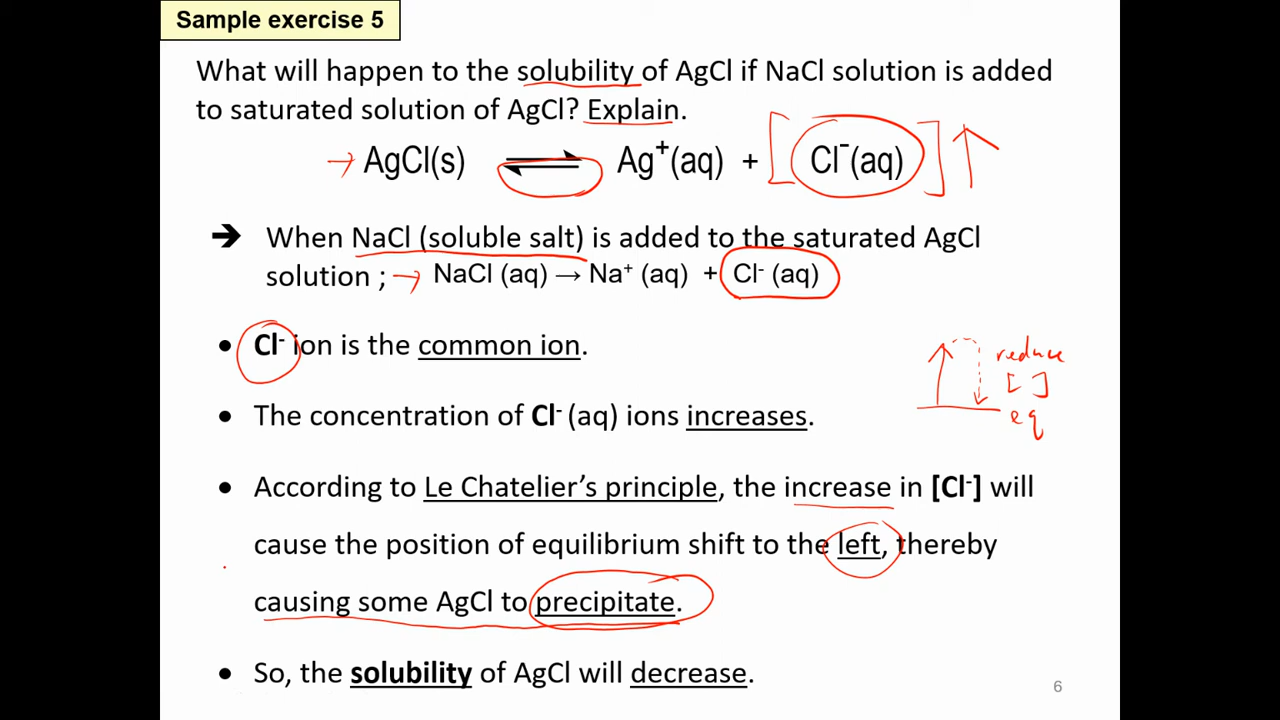 Sample exercise 5
What will happen to the solubility of AgCl if NaCl solution is added
to saturated solution of AgCl? Explain.
AgCl(s) ⇌ Ag⁺(aq) + [Cl⁻(aq)] ↑
➔ When NaCl (soluble salt) is added to the saturated AgCl
solution ; → NaCl (aq) → Na⁺ (aq) + Cl⁻ (aq)
• Cl⁻ ion is the common ion.
reduce
[ ]
eq
• The concentration of Cl⁻ (aq) ions increases.
• According to Le Chatelier’s principle, the increase in [Cl⁻] will
cause the position of equilibrium shift to the left, thereby
causing some AgCl to precipitate.
• So, the solubility of AgCl will decrease.
6